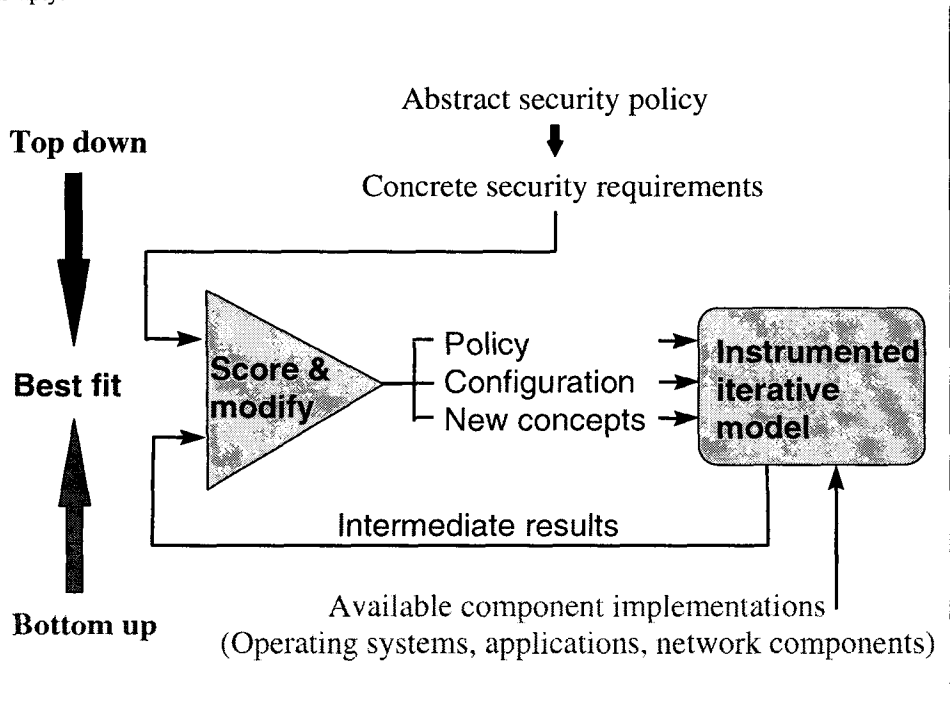 Abstract security policy
Top down
Concrete security requirements
Score &
modify
Policy
Configuration
New concepts
Instrumented
iterative
model
Best fit
Intermediate results
Bottom up
Available component implementations
(Operating systems, applications, network components)